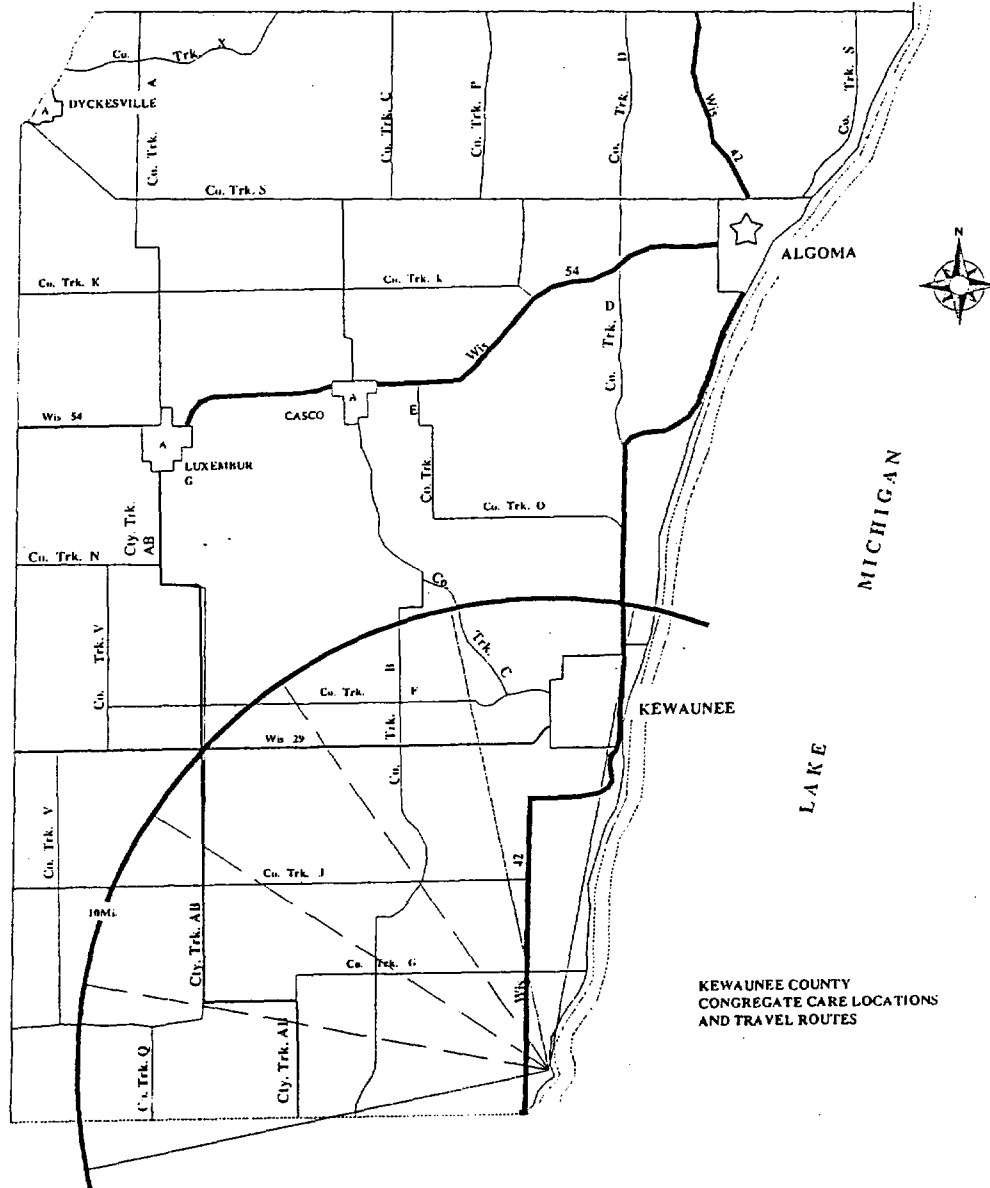 Co. Trk. X
DYCKESVILLE
A
Co. Trk. A
Co. Trk. C
Co. Trk. P
Co. Trk. D
Wis 42
Co. Trk. S
Co. Trk. S
ALGOMA
N
Co. Trk. K
Co. Trk. K
54
Wis
Co. Trk. D
Wis 54
A
LUXEMBUR
G
CASCO
A
Co. Trk. E
Co. Trk. O
Cty. Trk.
AB
Co. Trk. N
Co. Trk. C
Co. Trk. V
Co. Trk. F
Co. Trk. B
Wis 29
KEWAUNEE
LAKE MICHIGAN
Co. Trk. V
Co. Trk. J
42
Wis
10Mi.
Cty. Trk. AB
Co. Trk. G
Co. Trk. Q
Cty. Trk. AB
KEWAUNEE COUNTY
CONGREGATE CARE LOCATIONS
AND TRAVEL ROUTES